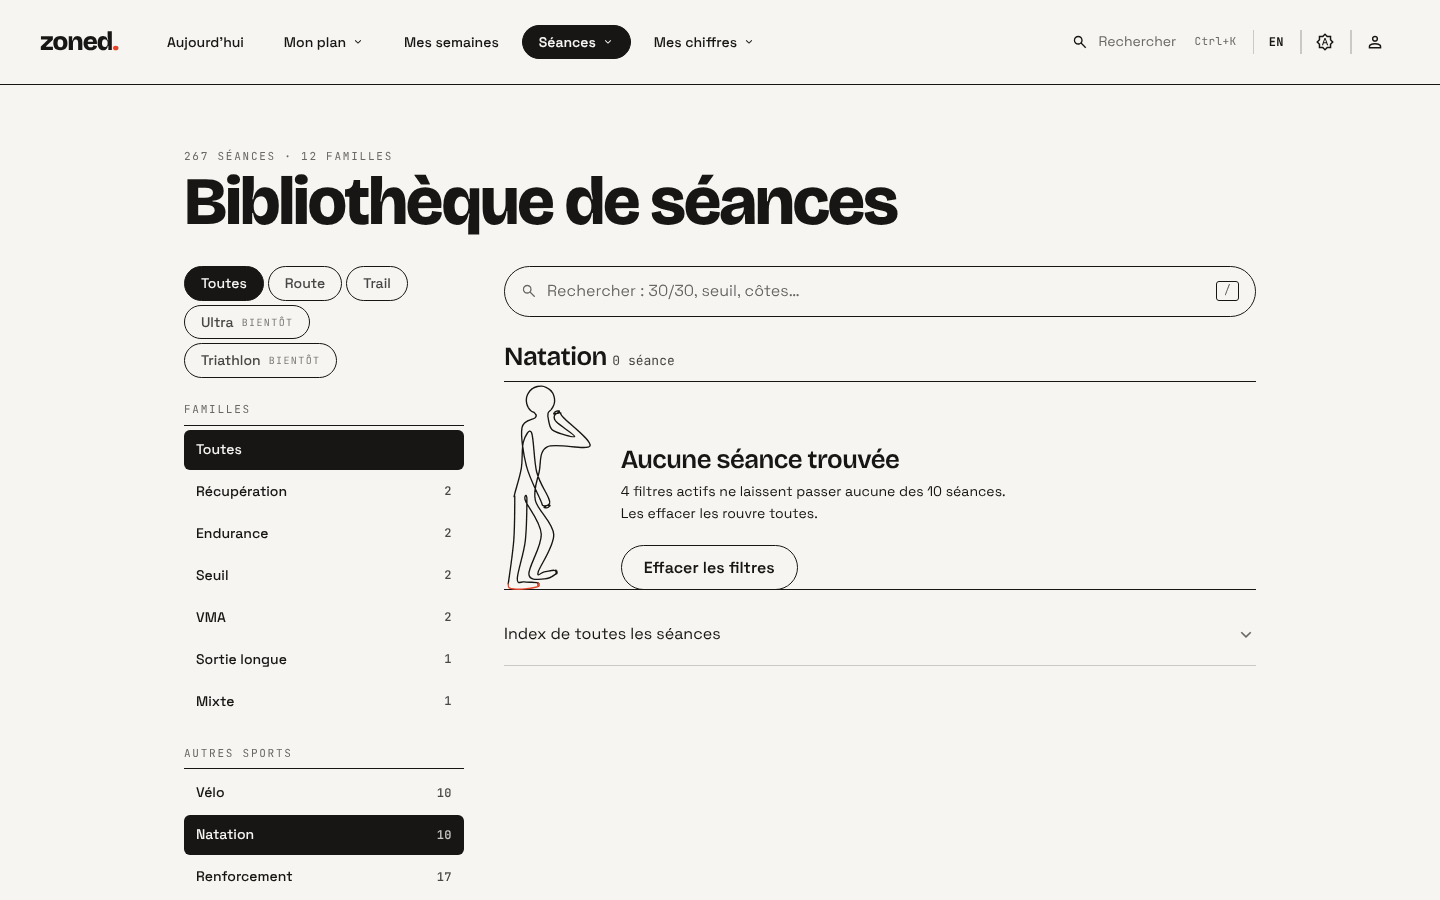 zoned.
Aujourd'hui
Mon plan
Mes semaines
Séances
Mes chiffres
Rechercher Ctrl+K
EN
A
267 SÉANCES · 12 FAMILLES
Bibliothèque de séances
Toutes
Route
Trail
Ultra BIENTÔT
Triathlon BIENTÔT
FAMILLES
Toutes
Récupération 2
Endurance 2
Seuil 2
VMA 2
Sortie longue 1
Mixte 1
AUTRES SPORTS
Vélo 10
Natation 10
Renforcement 17
Rechercher : 30/30, seuil, côtes... /
Natation 0 séance
Aucune séance trouvée
4 filtres actifs ne laissent passer aucune des 10 séances.
Les effacer les rouvre toutes.
Effacer les filtres
Index de toutes les séances